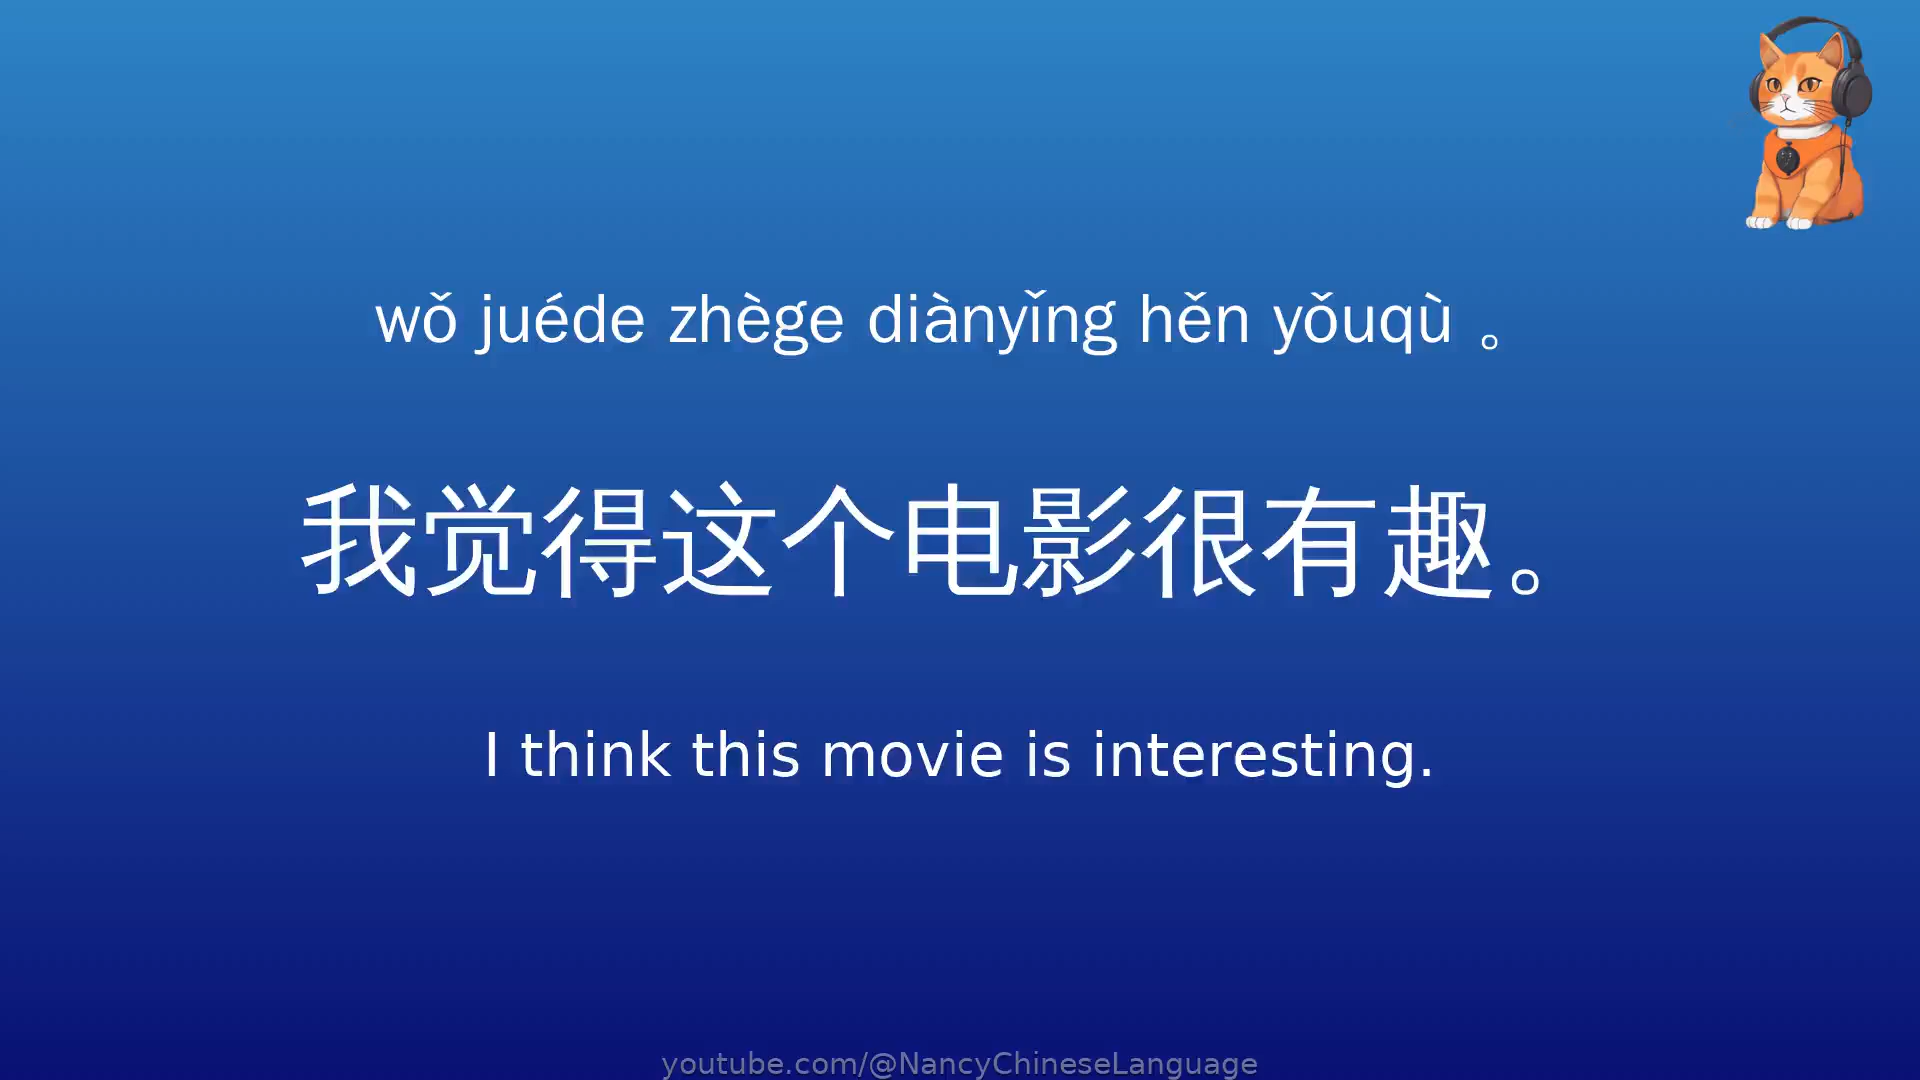 wǒ juéde zhège diànyǐng hěn yǒuqù 。
我觉得这个电影很有趣。
I think this movie is interesting.
youtube.com/@NancyChineseLanguage